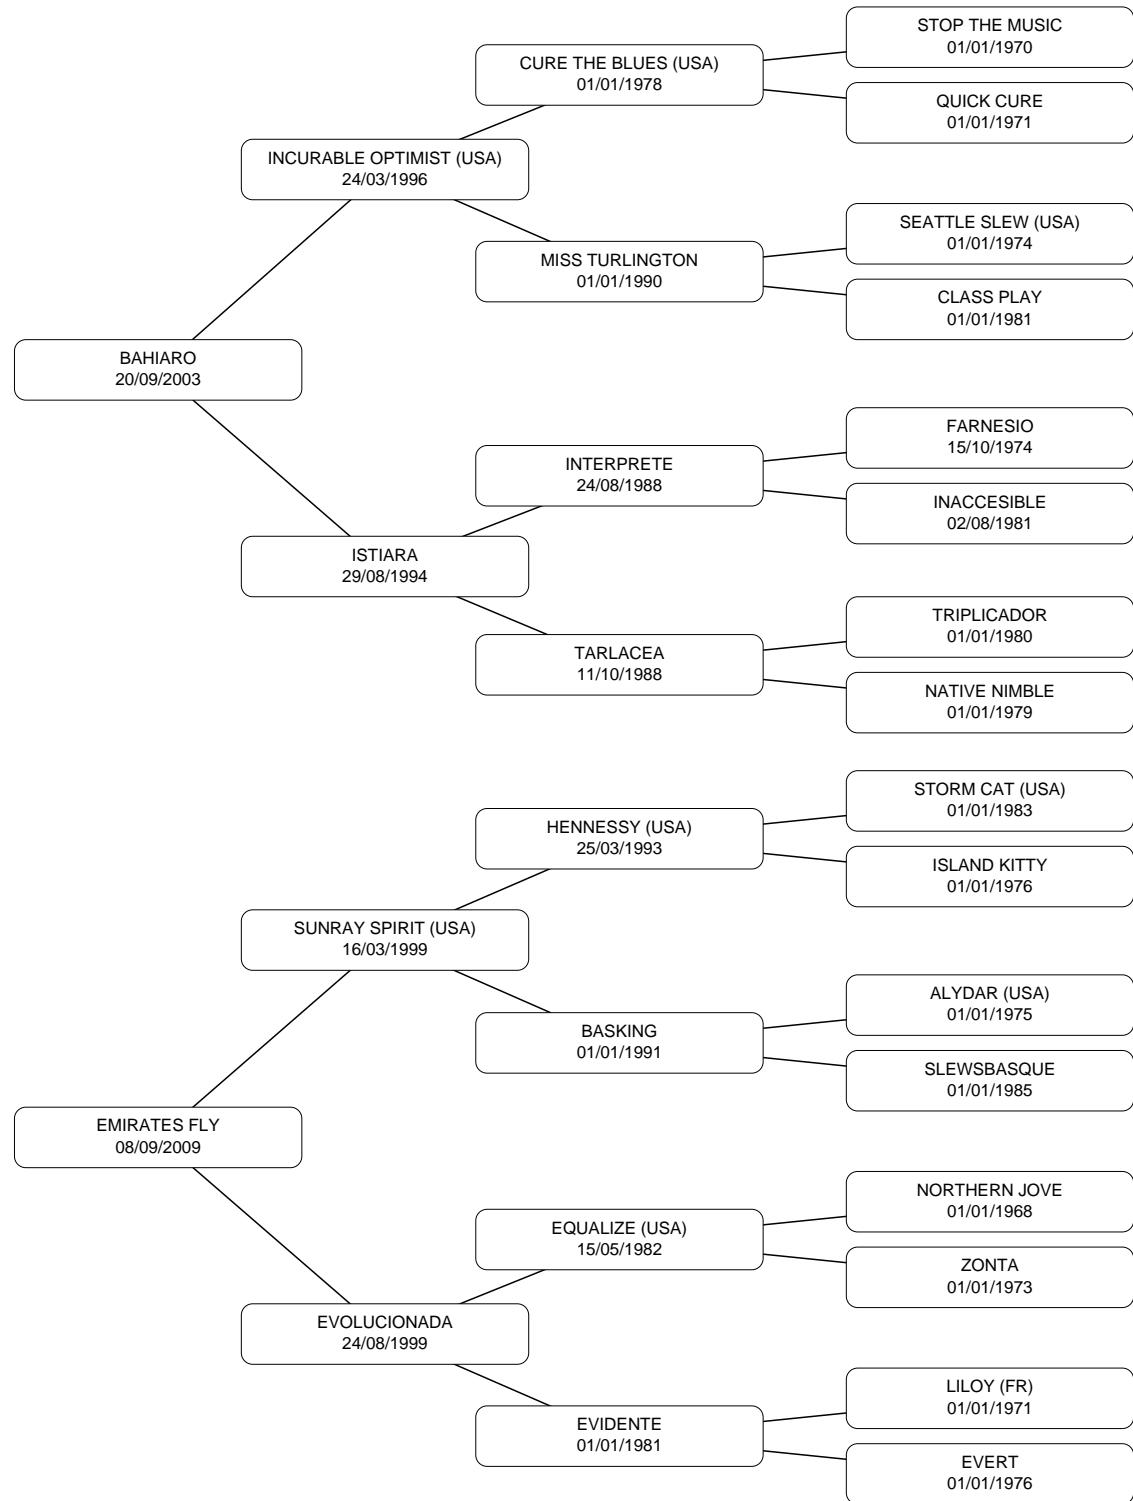 STOP THE MUSIC
01/01/1970
CURE THE BLUES (USA)
01/01/1978
QUICK CURE
01/01/1971
INCURABLE OPTIMIST (USA)
24/03/1996
SEATTLE SLEW (USA)
01/01/1974
MISS TURLINGTON
01/01/1990
CLASS PLAY
01/01/1981
BAHIARO
20/09/2003
FARNESIO
15/10/1974
INTERPRETE
24/08/1988
INACCESIBLE
02/08/1981
ISTIARA
29/08/1994
TRIPLICADOR
01/01/1980
TARLACEA
11/10/1988
NATIVE NIMBLE
01/01/1979
STORM CAT (USA)
01/01/1983
HENNESSY (USA)
25/03/1993
ISLAND KITTY
01/01/1976
SUNRAY SPIRIT (USA)
16/03/1999
ALYDAR (USA)
01/01/1975
BASKING
01/01/1991
SLEWSBASQUE
01/01/1985
EMIRATES FLY
08/09/2009
NORTHERN JOVE
01/01/1968
EQUALIZE (USA)
15/05/1982
ZONTA
01/01/1973
EVOLUCIONADA
24/08/1999
LILOY (FR)
01/01/1971
EVIDENTE
01/01/1981
EVERT
01/01/1976